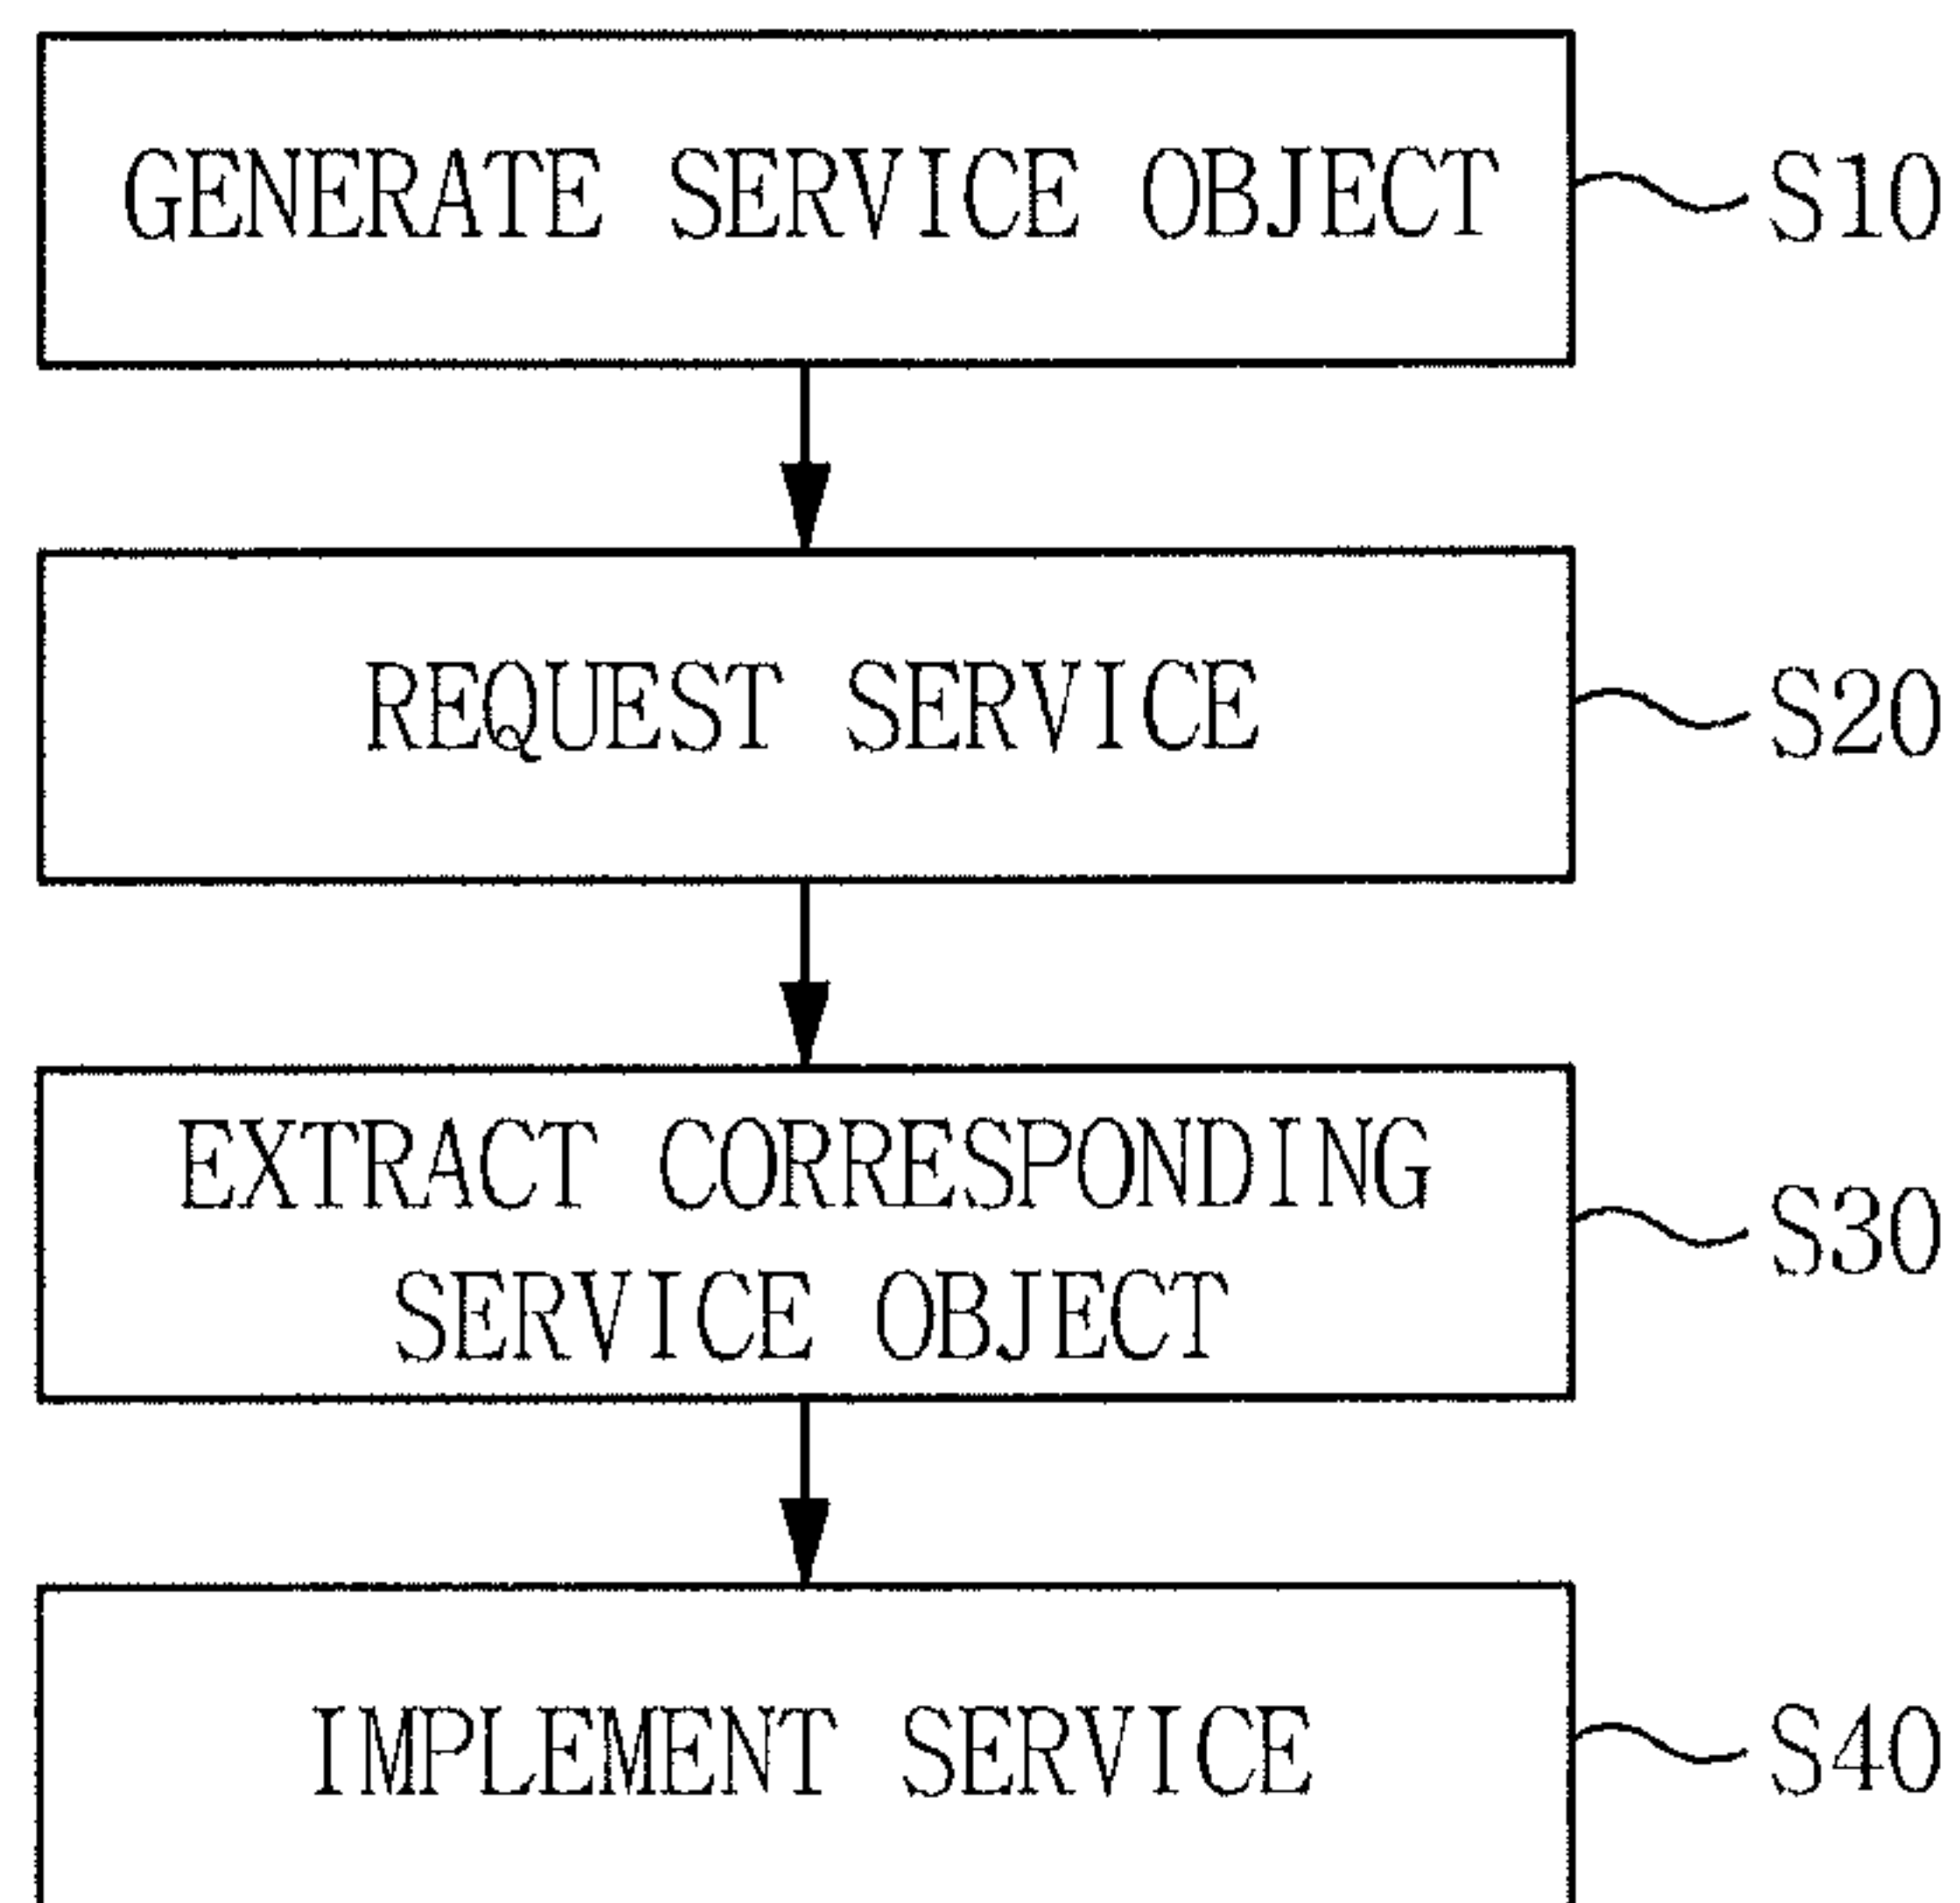 GENERATE SERVICE OBJECT
S10
REQUEST SERVICE
S20
EXTRACT CORRESPONDING
SERVICE OBJECT
S30
IMPLEMENT SERVICE
S40